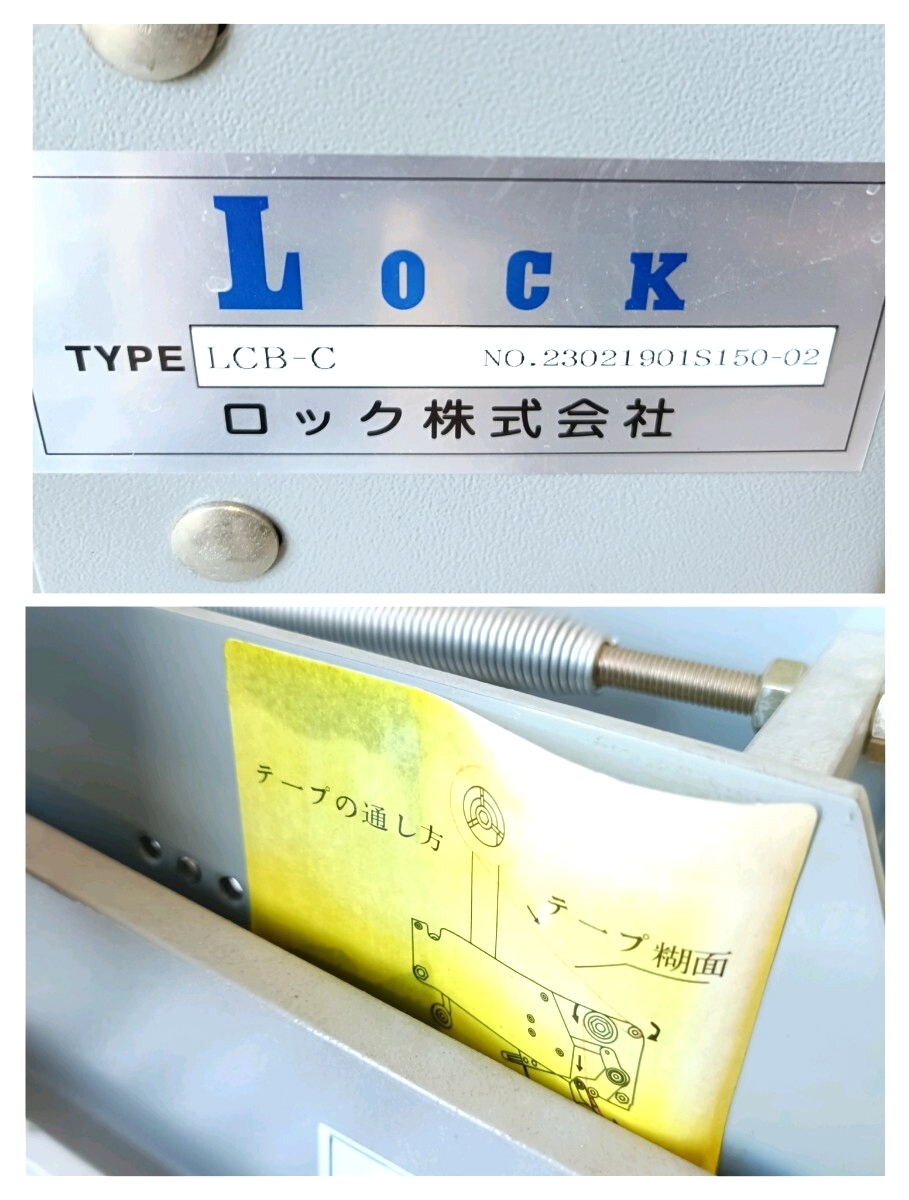 LOCK
TYPE LCB-C NO.23021901S150-02
ロック株式会社
テープの通し方
テープ糊面